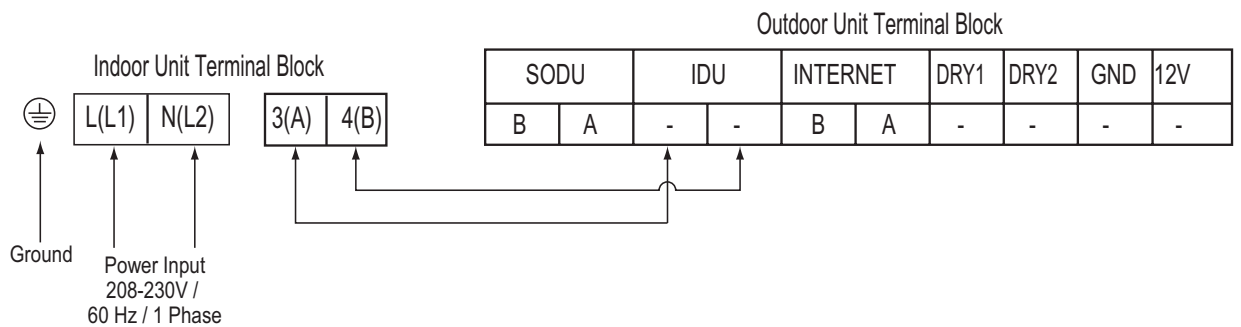 Outdoor Unit Terminal Block
Indoor Unit Terminal Block
SODU IDU INTERNET DRY1 DRY2 GND 12V
L(L1) N(L2) 3(A) 4(B)
B A - - B A - - - -
Ground
Power Input
208-230V /
60 Hz / 1 Phase